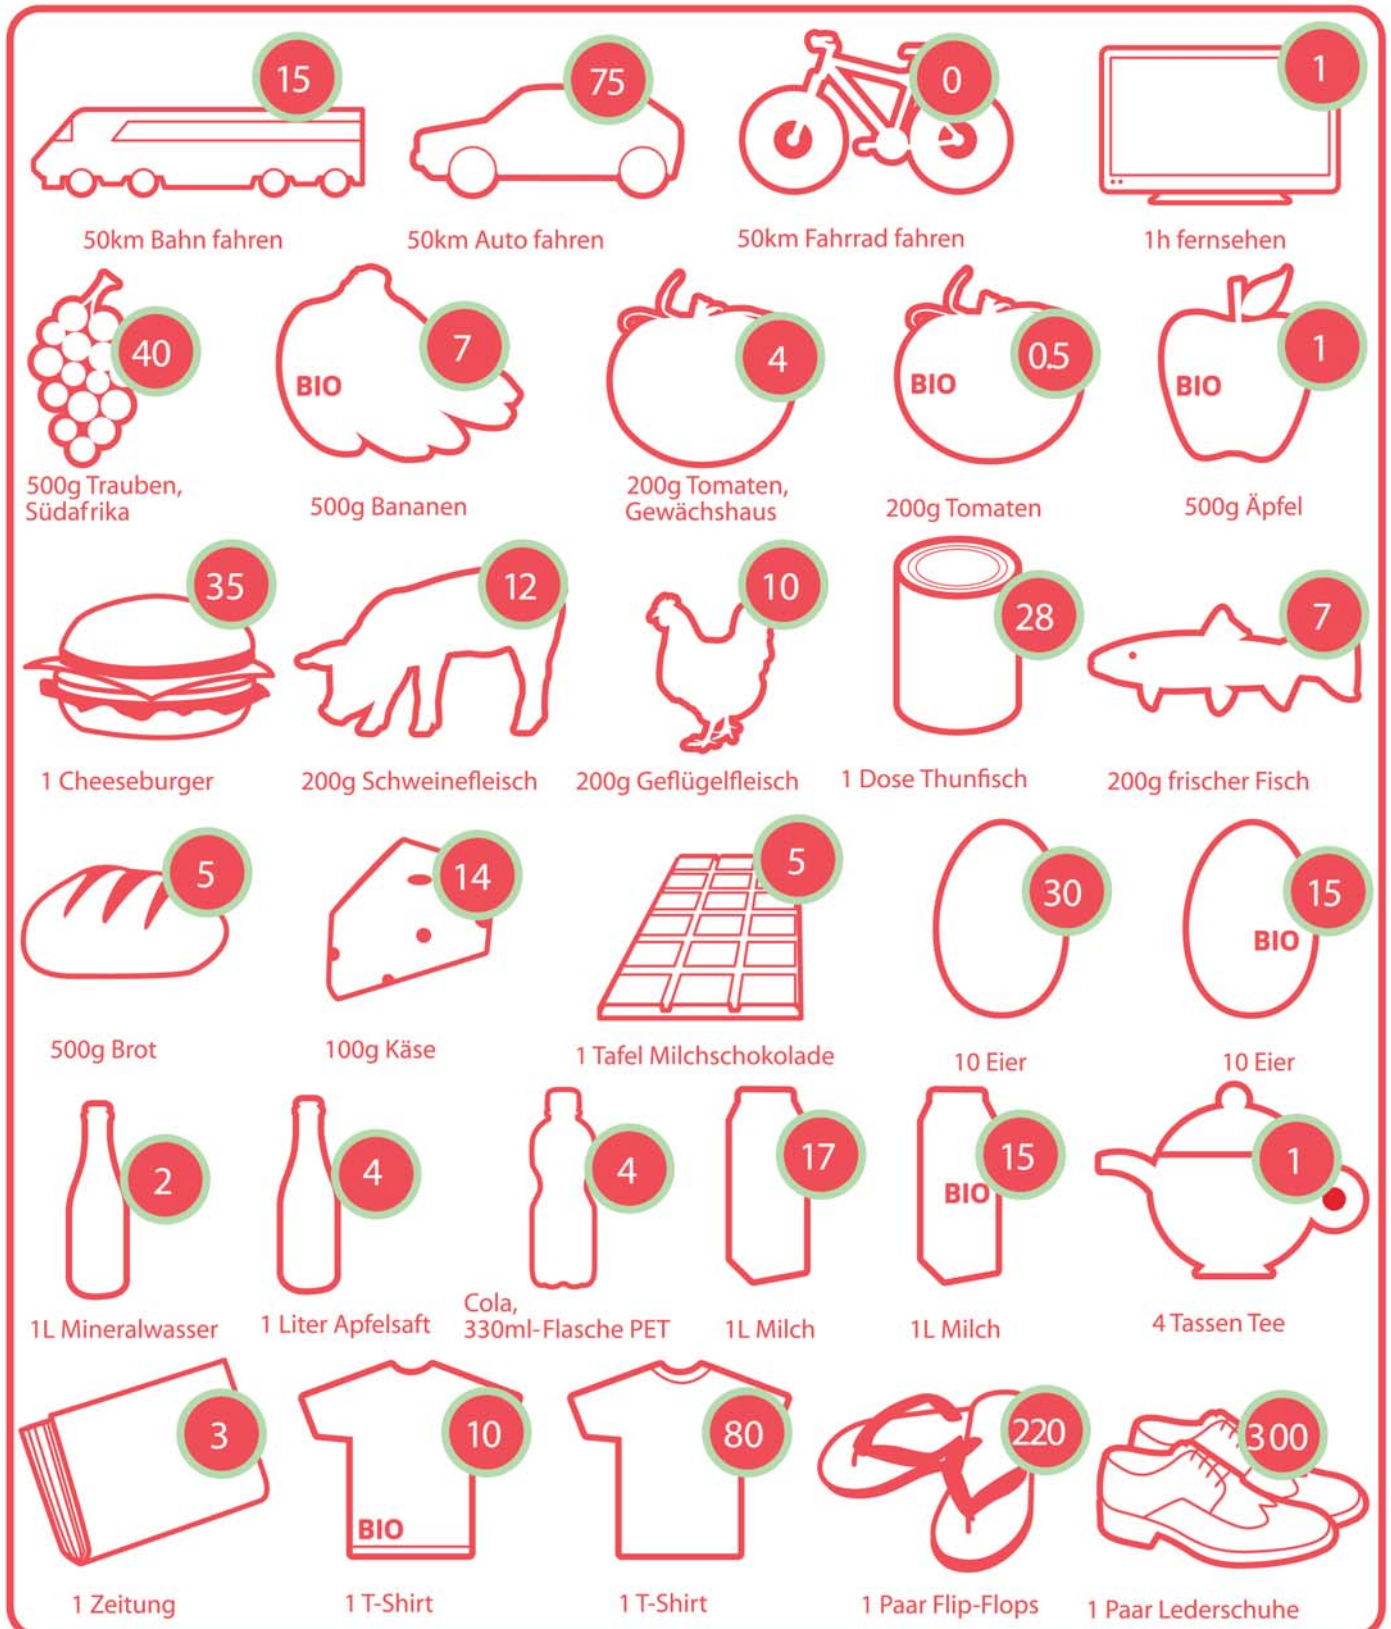 15
75
0
1
50km Bahn fahren
50km Auto fahren
50km Fahrrad fahren
1h fernsehen
40
7
4
0.5
1
BIO
BIO
BIO
500g Trauben,
Südafrika
500g Bananen
200g Tomaten,
Gewächshaus
200g Tomaten
500g Äpfel
35
12
10
28
7
1 Cheeseburger
200g Schweinefleisch
200g Geflügelfleisch
1 Dose Thunfisch
200g frischer Fisch
5
14
5
30
15
BIO
500g Brot
100g Käse
1 Tafel Milchschokolade
10 Eier
10 Eier
2
4
4
17
15
1
BIO
1L Mineralwasser
1 Liter Apfelsaft
Cola,
330ml-Flasche PET
1L Milch
1L Milch
4 Tassen Tee
3
10
80
220
300
BIO
1 Zeitung
1 T-Shirt
1 T-Shirt
1 Paar Flip-Flops
1 Paar Lederschuhe